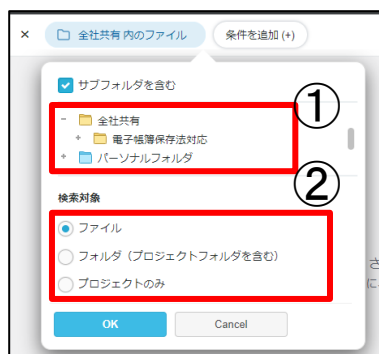 × 全社共有 内のファイル 条件を追加 (+)
サブフォルダを含む
①
- 全社共有
+ 電子帳簿保存法対応
+ パーソナルフォルダ
②
検索対象
ファイル
フォルダ（プロジェクトフォルダを含む）
プロジェクトのみ
さ
に
OK Cancel